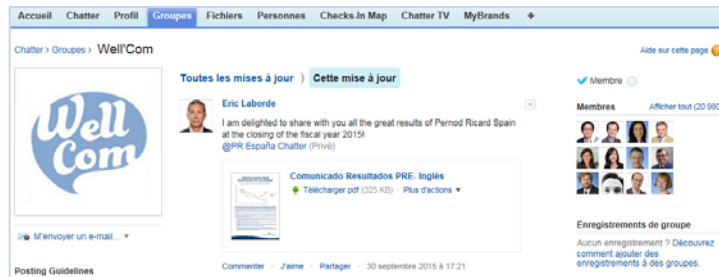 Accueil Chatter Profil Groupes Fichiers Personnes Checks-In Map Chatter TV MyBrands +
Chatter > Groupes > Well'Com
Aide sur cette page ?
Well
Com
Toutes les mises à jour ) Cette mise à jour
Eric Laborde
I am delighted to share with you all the great results of Pernod Ricard Spain
at the closing of the fiscal year 2015!
@PR España Chatter (Privé)
Comunicado Resultados PRE- Inglés
Télécharger pdf (325 KB) · Plus d'actions
Commenter · J'aime · Partager · 30 septembre 2015 à 17:21
M'envoyer un e-mail...
Posting Guidelines
Membre
Membres Afficher tout (20 980
Enregistrements de groupe
Aucun enregistrement ? Découvrez
comment ajouter des
enregistrements à des groupes.